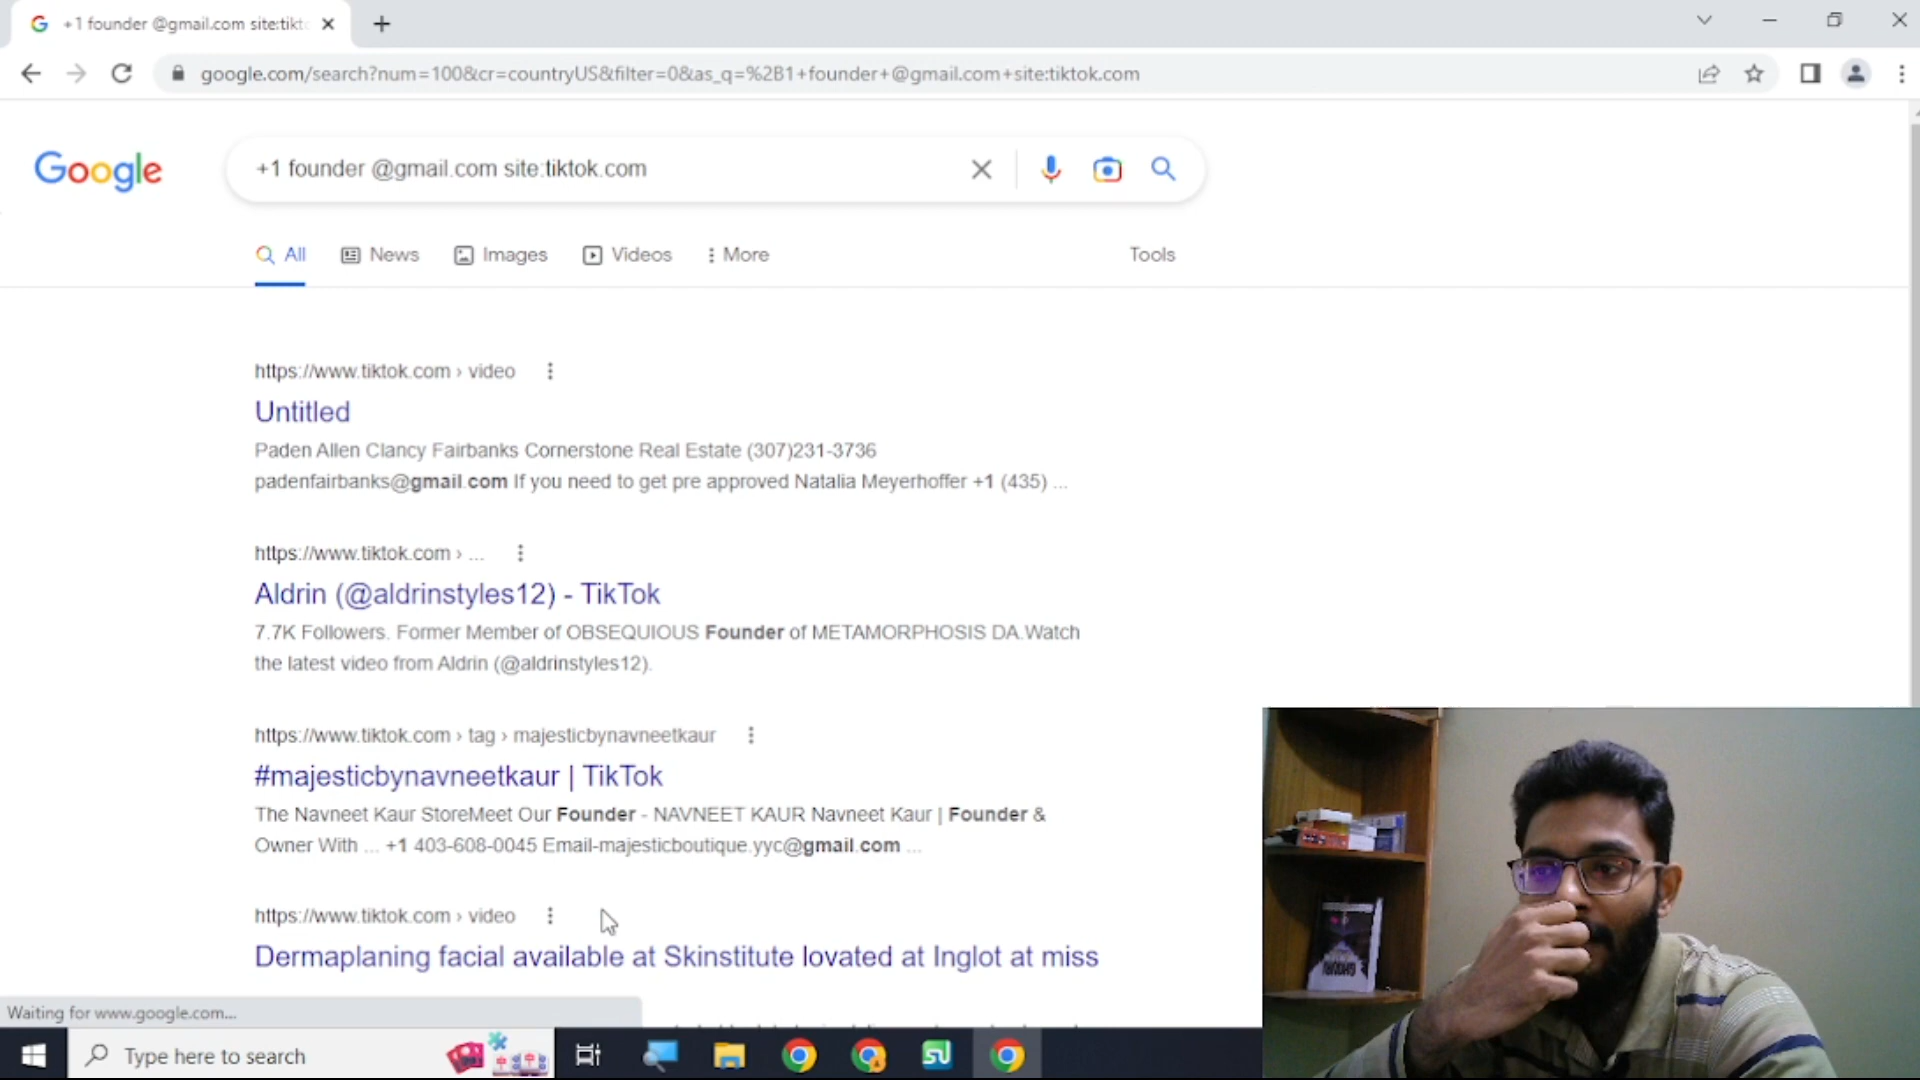 +1 founder @gmail.com site:tikt
google.com/search?num=100&cr=countryUS&filter=0&as_q=%2B1+founder+@gmail.com+site:tiktok.com
Google
+1 founder @gmail.com site:tiktok.com
All
News
Images
Videos
More
Tools
https://www.tiktok.com › video
Untitled
Paden Allen Clancy Fairbanks Cornerstone Real Estate (307)231-3736
padenfairbanks@gmail.com If you need to get pre approved Natalia Meyerhoffer +1 (435) ...
https://www.tiktok.com › ...
Aldrin (@aldrinstyles12) - TikTok
7.7K Followers. Former Member of OBSEQUIOUS Founder of METAMORPHOSIS DA.Watch
the latest video from Aldrin (@aldrinstyles12).
https://www.tiktok.com › tag › majesticbynavneetkaur
#majesticbynavneetkaur | TikTok
The Navneet Kaur StoreMeet Our Founder - NAVNEET KAUR Navneet Kaur | Founder &
Owner With ... +1 403-608-0045 Email-majesticboutique.yyc@gmail.com ...
https://www.tiktok.com › video
Dermaplaning facial available at Skinstitute lovated at Inglot at miss
Waiting for www.google.com...
Type here to search